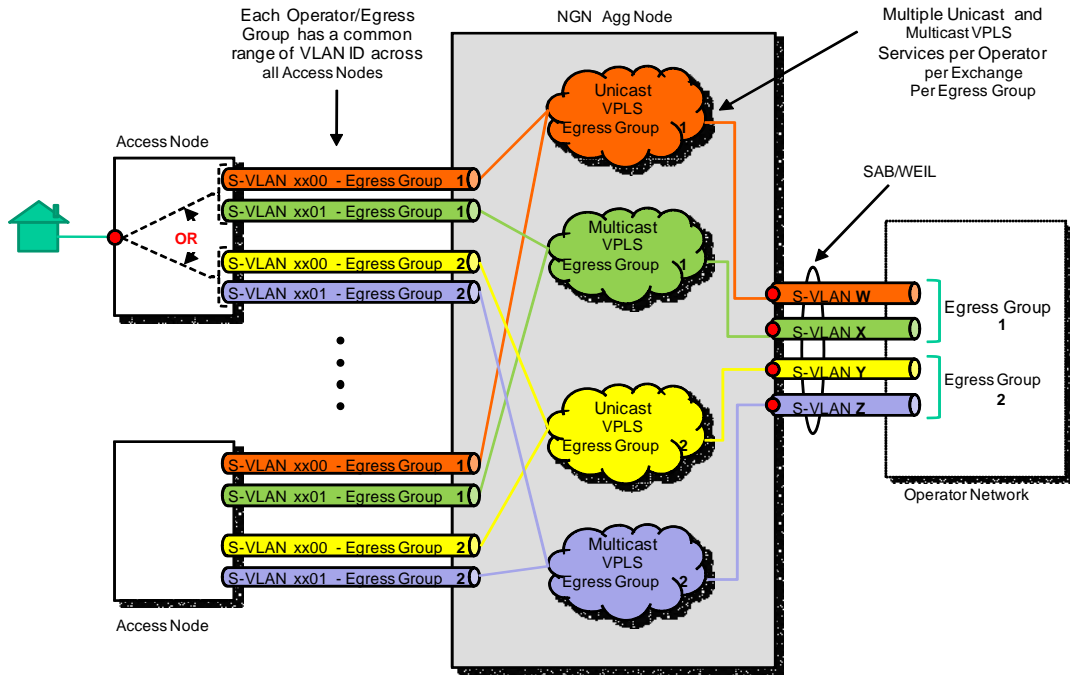 Each Operator/Egress
Group has a common
range of VLAN ID across
all Access Nodes
NGN Agg Node
Multiple Unicast and
Multicast VPLS
Services per Operator
per Exchange
Per Egress Group
Access Node
S-VLAN xx00 - Egress Group 1
S-VLAN xx01 - Egress Group 1
OR
S-VLAN xx00 - Egress Group 2
S-VLAN xx01 - Egress Group 2
Unicast
VPLS
Egress Group 1
Multicast
VPLS
Egress Group 1
SAB/WEIL
S-VLAN W
S-VLAN X
S-VLAN Y
S-VLAN Z
Egress Group
1
Egress Group
2
Operator Network
Unicast
VPLS
Egress Group 2
Multicast
VPLS
Egress Group 2
S-VLAN xx00 - Egress Group 1
S-VLAN xx01 - Egress Group 1
S-VLAN xx00 - Egress Group 2
S-VLAN xx01 - Egress Group 2
Access Node